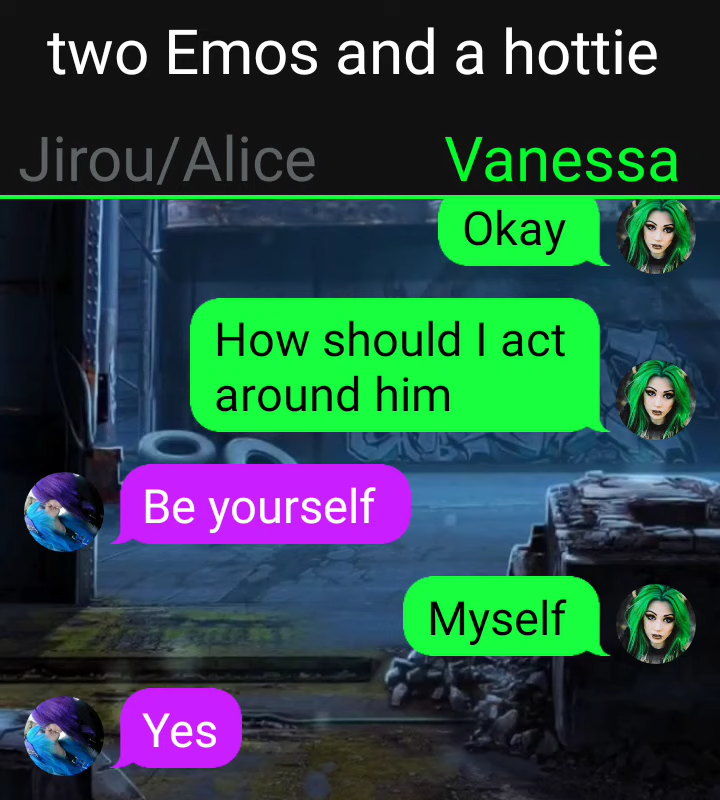 two Emos and a hottie
Jirou/Alice Vanessa
Okay
How should I act
around him
Be yourself
Myself
Yes